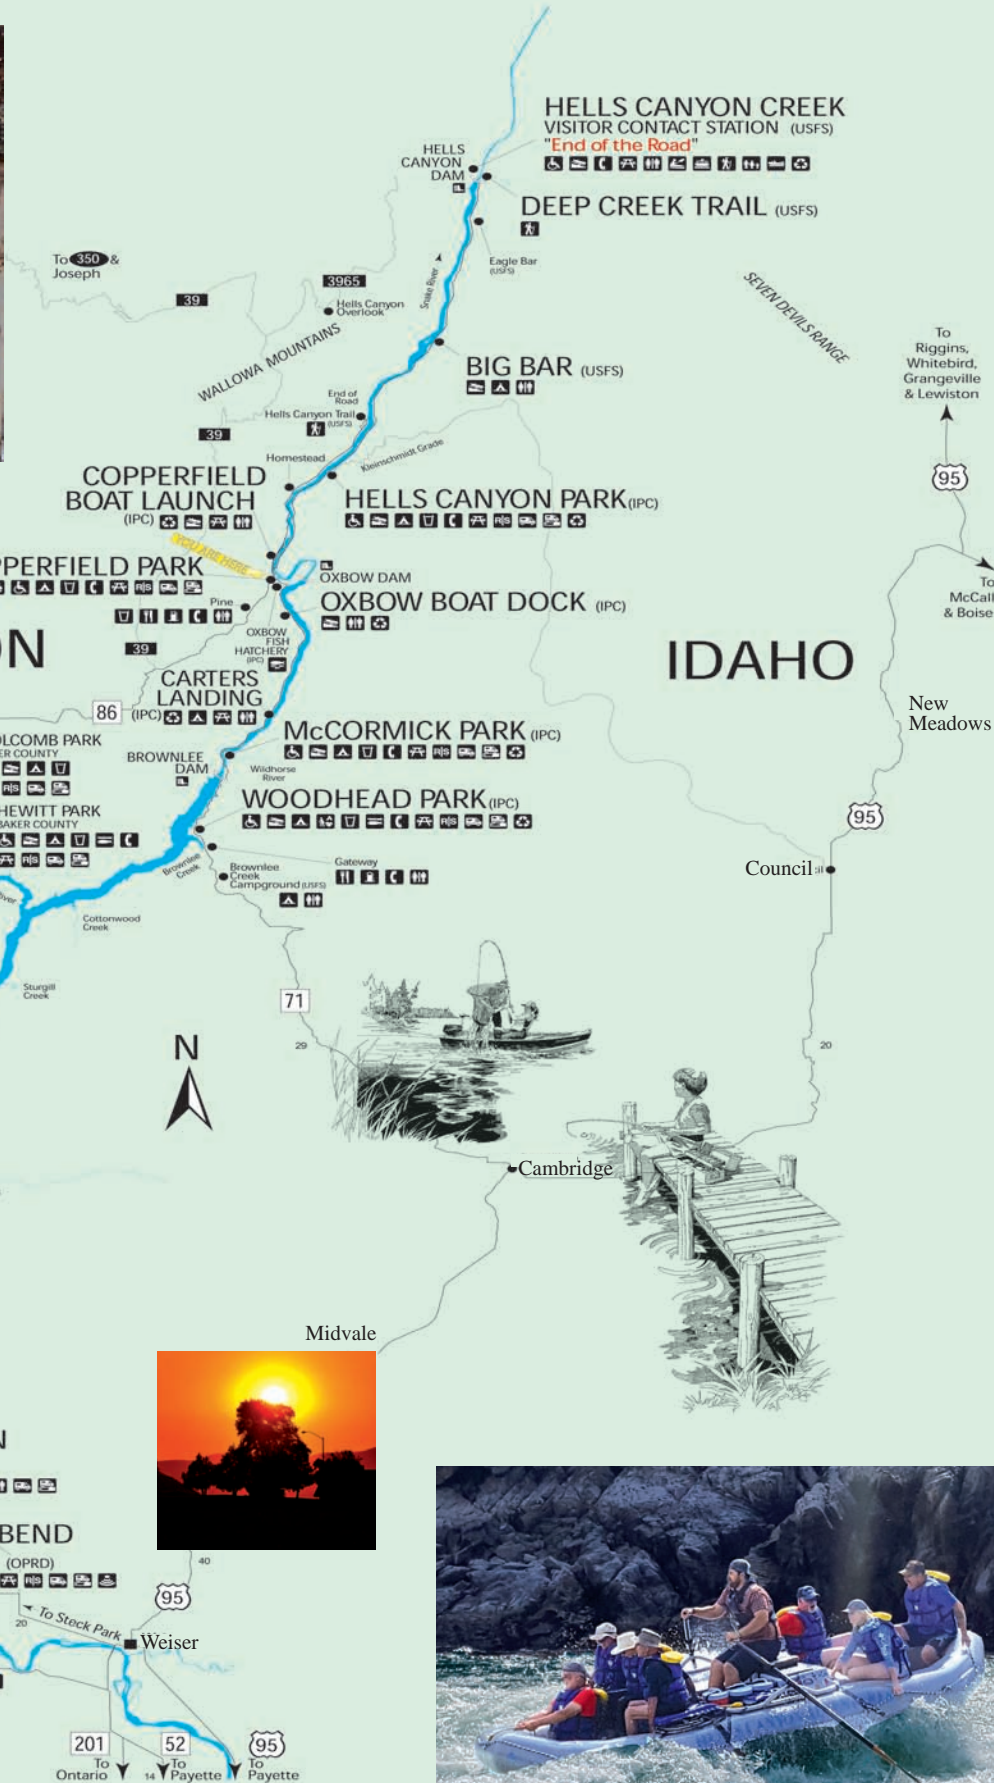 HELLS CANYON CREEK
VISITOR CONTACT STATION (USFS)
"End of the Road"
HELLS
CANYON
DAM
DEEP CREEK TRAIL (USFS)
Eagle Bar
(USFS)
To 350 &
Joseph
3965
39
Hells Canyon
Overlook
Snake River
SEVEN DEVILS RANGE
WALLOWA MOUNTAINS
To
Riggins,
Whitebird,
Grangeville
& Lewiston
BIG BAR (USFS)
End of
Road
Hells Canyon Trail
(USFS)
39
Homestead
Kleinschmidt Grade
95
COPPERFIELD
BOAT LAUNCH
(IPC)
HELLS CANYON PARK (IPC)
R|S
YOU ARE HERE
PPERFIELD PARK
R|S
OXBOW DAM
To
McCall
& Boise
Pine
OXBOW BOAT DOCK (IPC)
OXBOW
FISH
HATCHERY
(IPC)
39
ON
IDAHO
CARTERS
LANDING
(IPC)
86
New
Meadows
OLCOMB PARK
ER COUNTY
R|S
McCORMICK PARK (IPC)
R|S
BROWNLEE
DAM
Wildhorse
River
HEWITT PARK
BAKER COUNTY
R|S
WOODHEAD PARK (IPC)
R|S
95
Brownlee
Creek
Brownlee
Creek
Campground (USFS)
Gateway
Council
iver
Cottonwood
Creek
Sturgill
Creek
71
N
29
20
Cambridge
Midvale
N
BEND
(OPRD)
R|S
40
95
20
To Steck Park
Weiser
201
52
95
To
Ontario
14
To
Payette
To
Payette